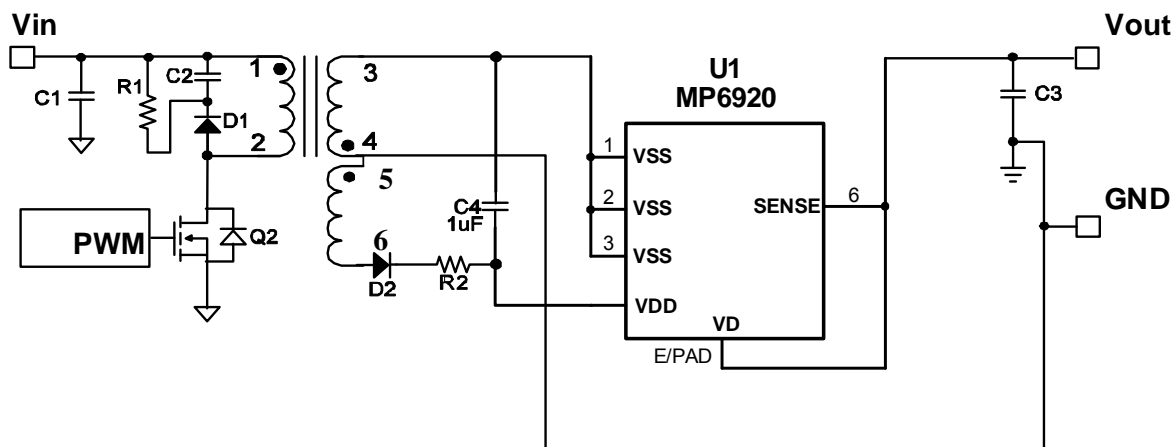 Vin
Vout
U1
MP6920
C1
R1
C2
D1
1
2
3
4
5
6
C4
1uF
D2
R2
PWM
Q2
1
VSS
2
VSS
3
VSS
VDD
VD
E/PAD
SENSE
6
C3
GND